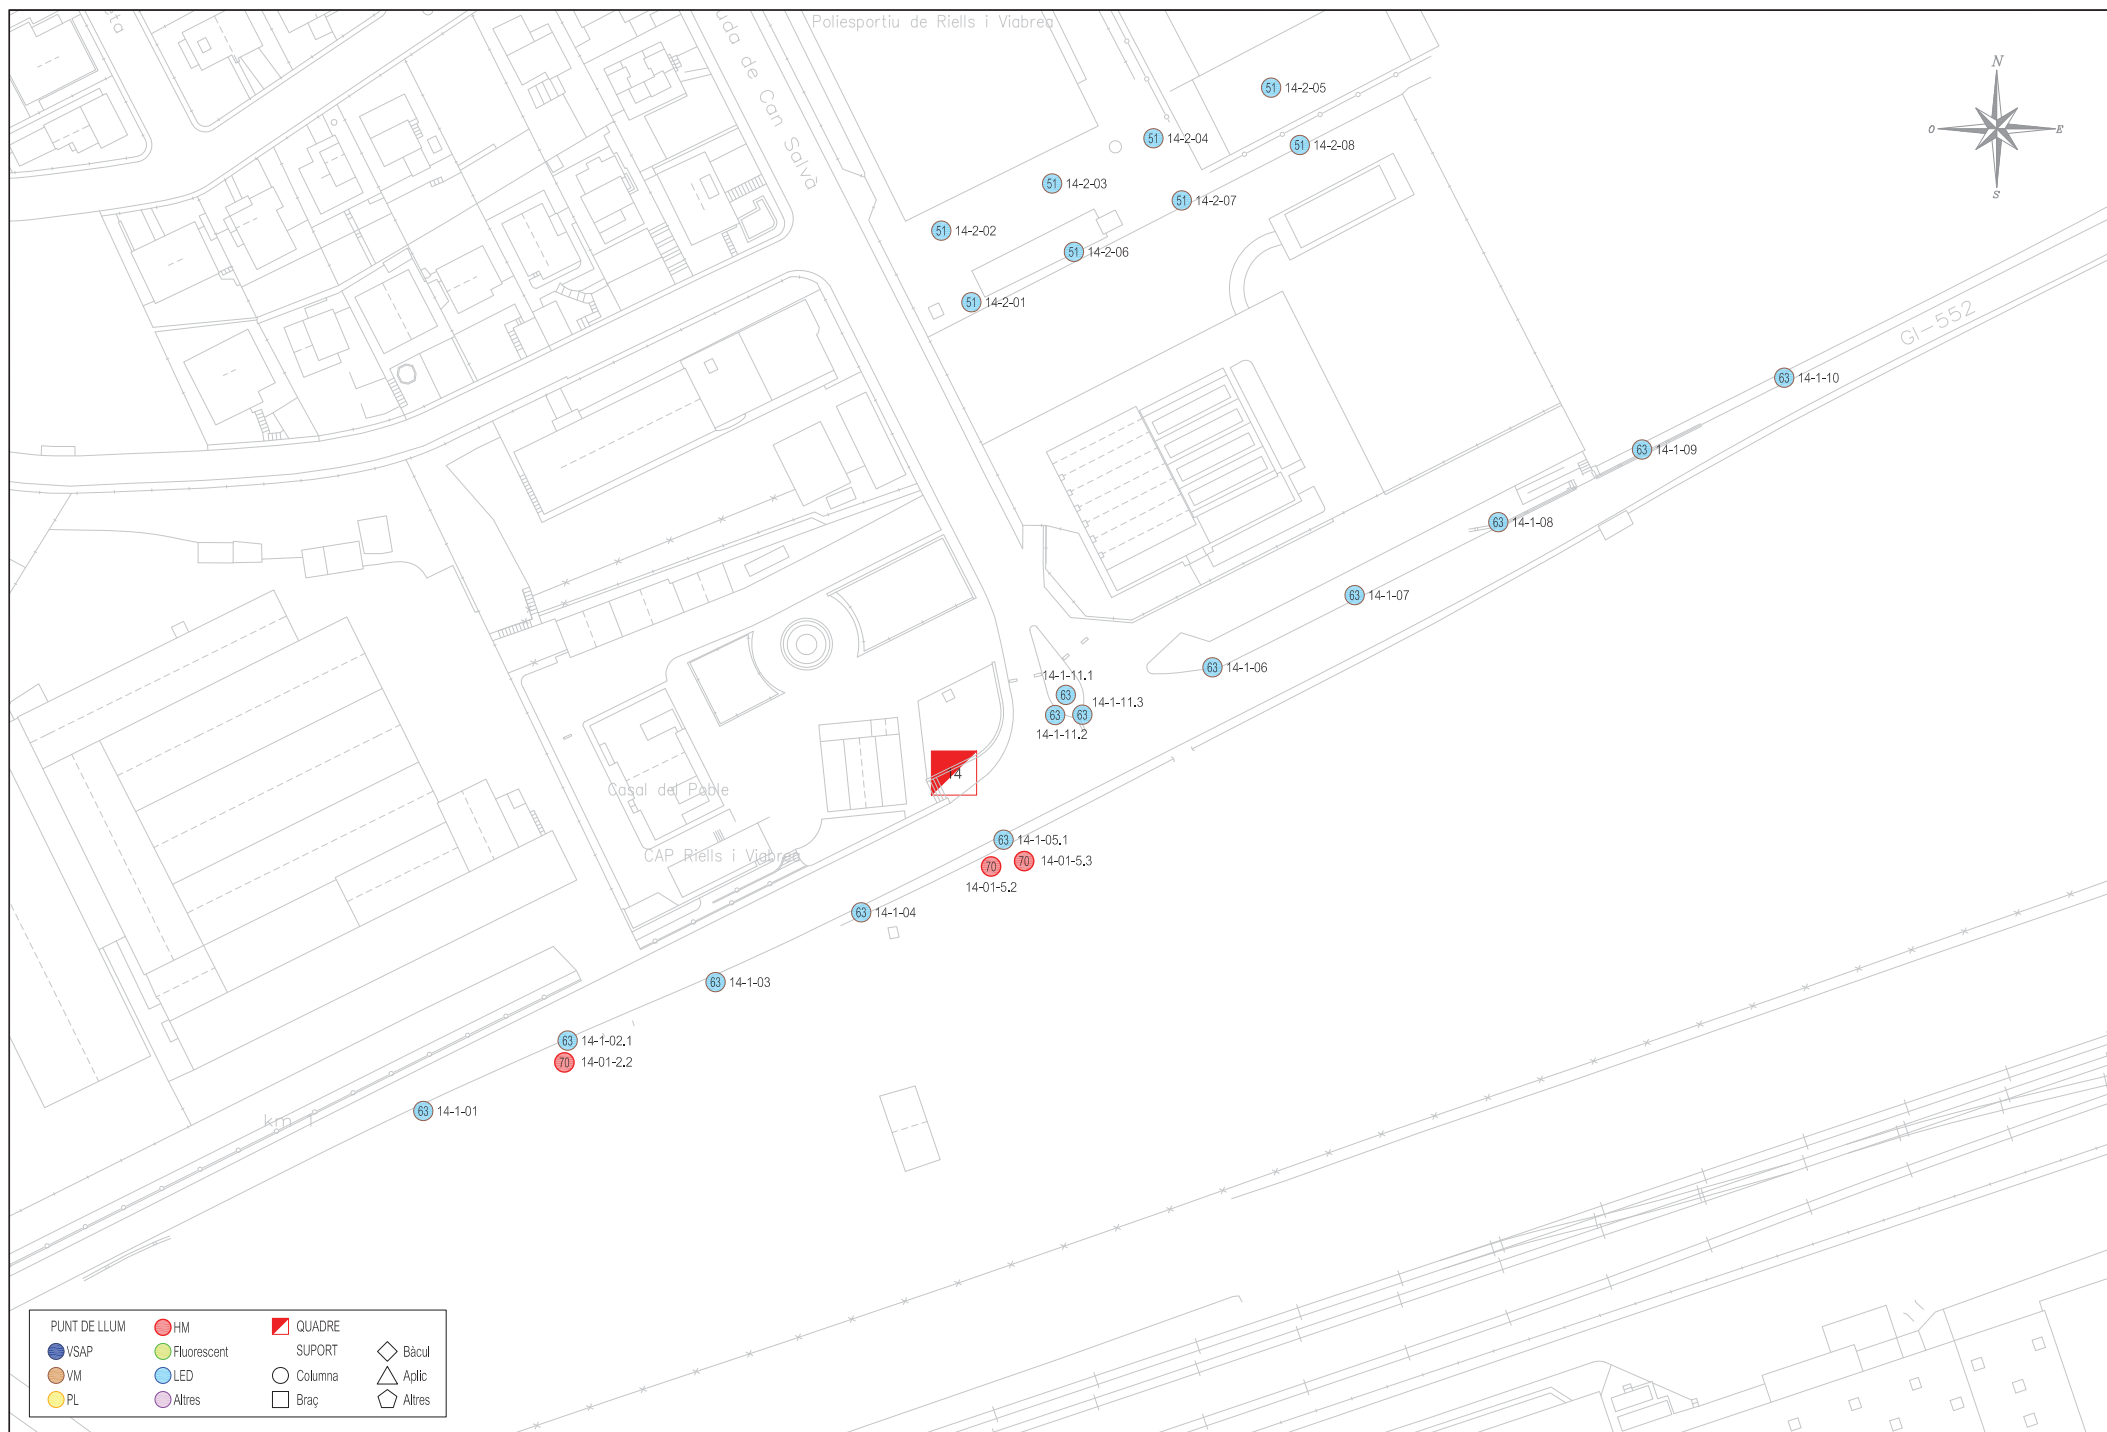 Poliesportiu de Riells i Viabrea
uda de Can Salvà
eta
N
O
E
S
51 14-2-05
51 14-2-04
51 14-2-08
51 14-2-03
51 14-2-07
51 14-2-02
51 14-2-06
51 14-2-01
GI-552
63 14-1-10
63 14-1-09
63 14-1-08
63 14-1-07
63 14-1-06
14-1-11.1
63
14-1-11.3
63
63
14-1-11.2
14
Casal del Poble
CAP Riells i Viabrea
63 14-1-05.1
70 14-01-5.3
70
14-01-5.2
63 14-1-04
63 14-1-03
63 14-1-02.1
70 14-01-2.2
63 14-1-01
km 1
PUNT DE LLUM
HM
QUADRE
VSAP
Fluorescent
SUPORT
Bàcul
VM
LED
Columna
Aplic
PL
Altres
Braç
Altres